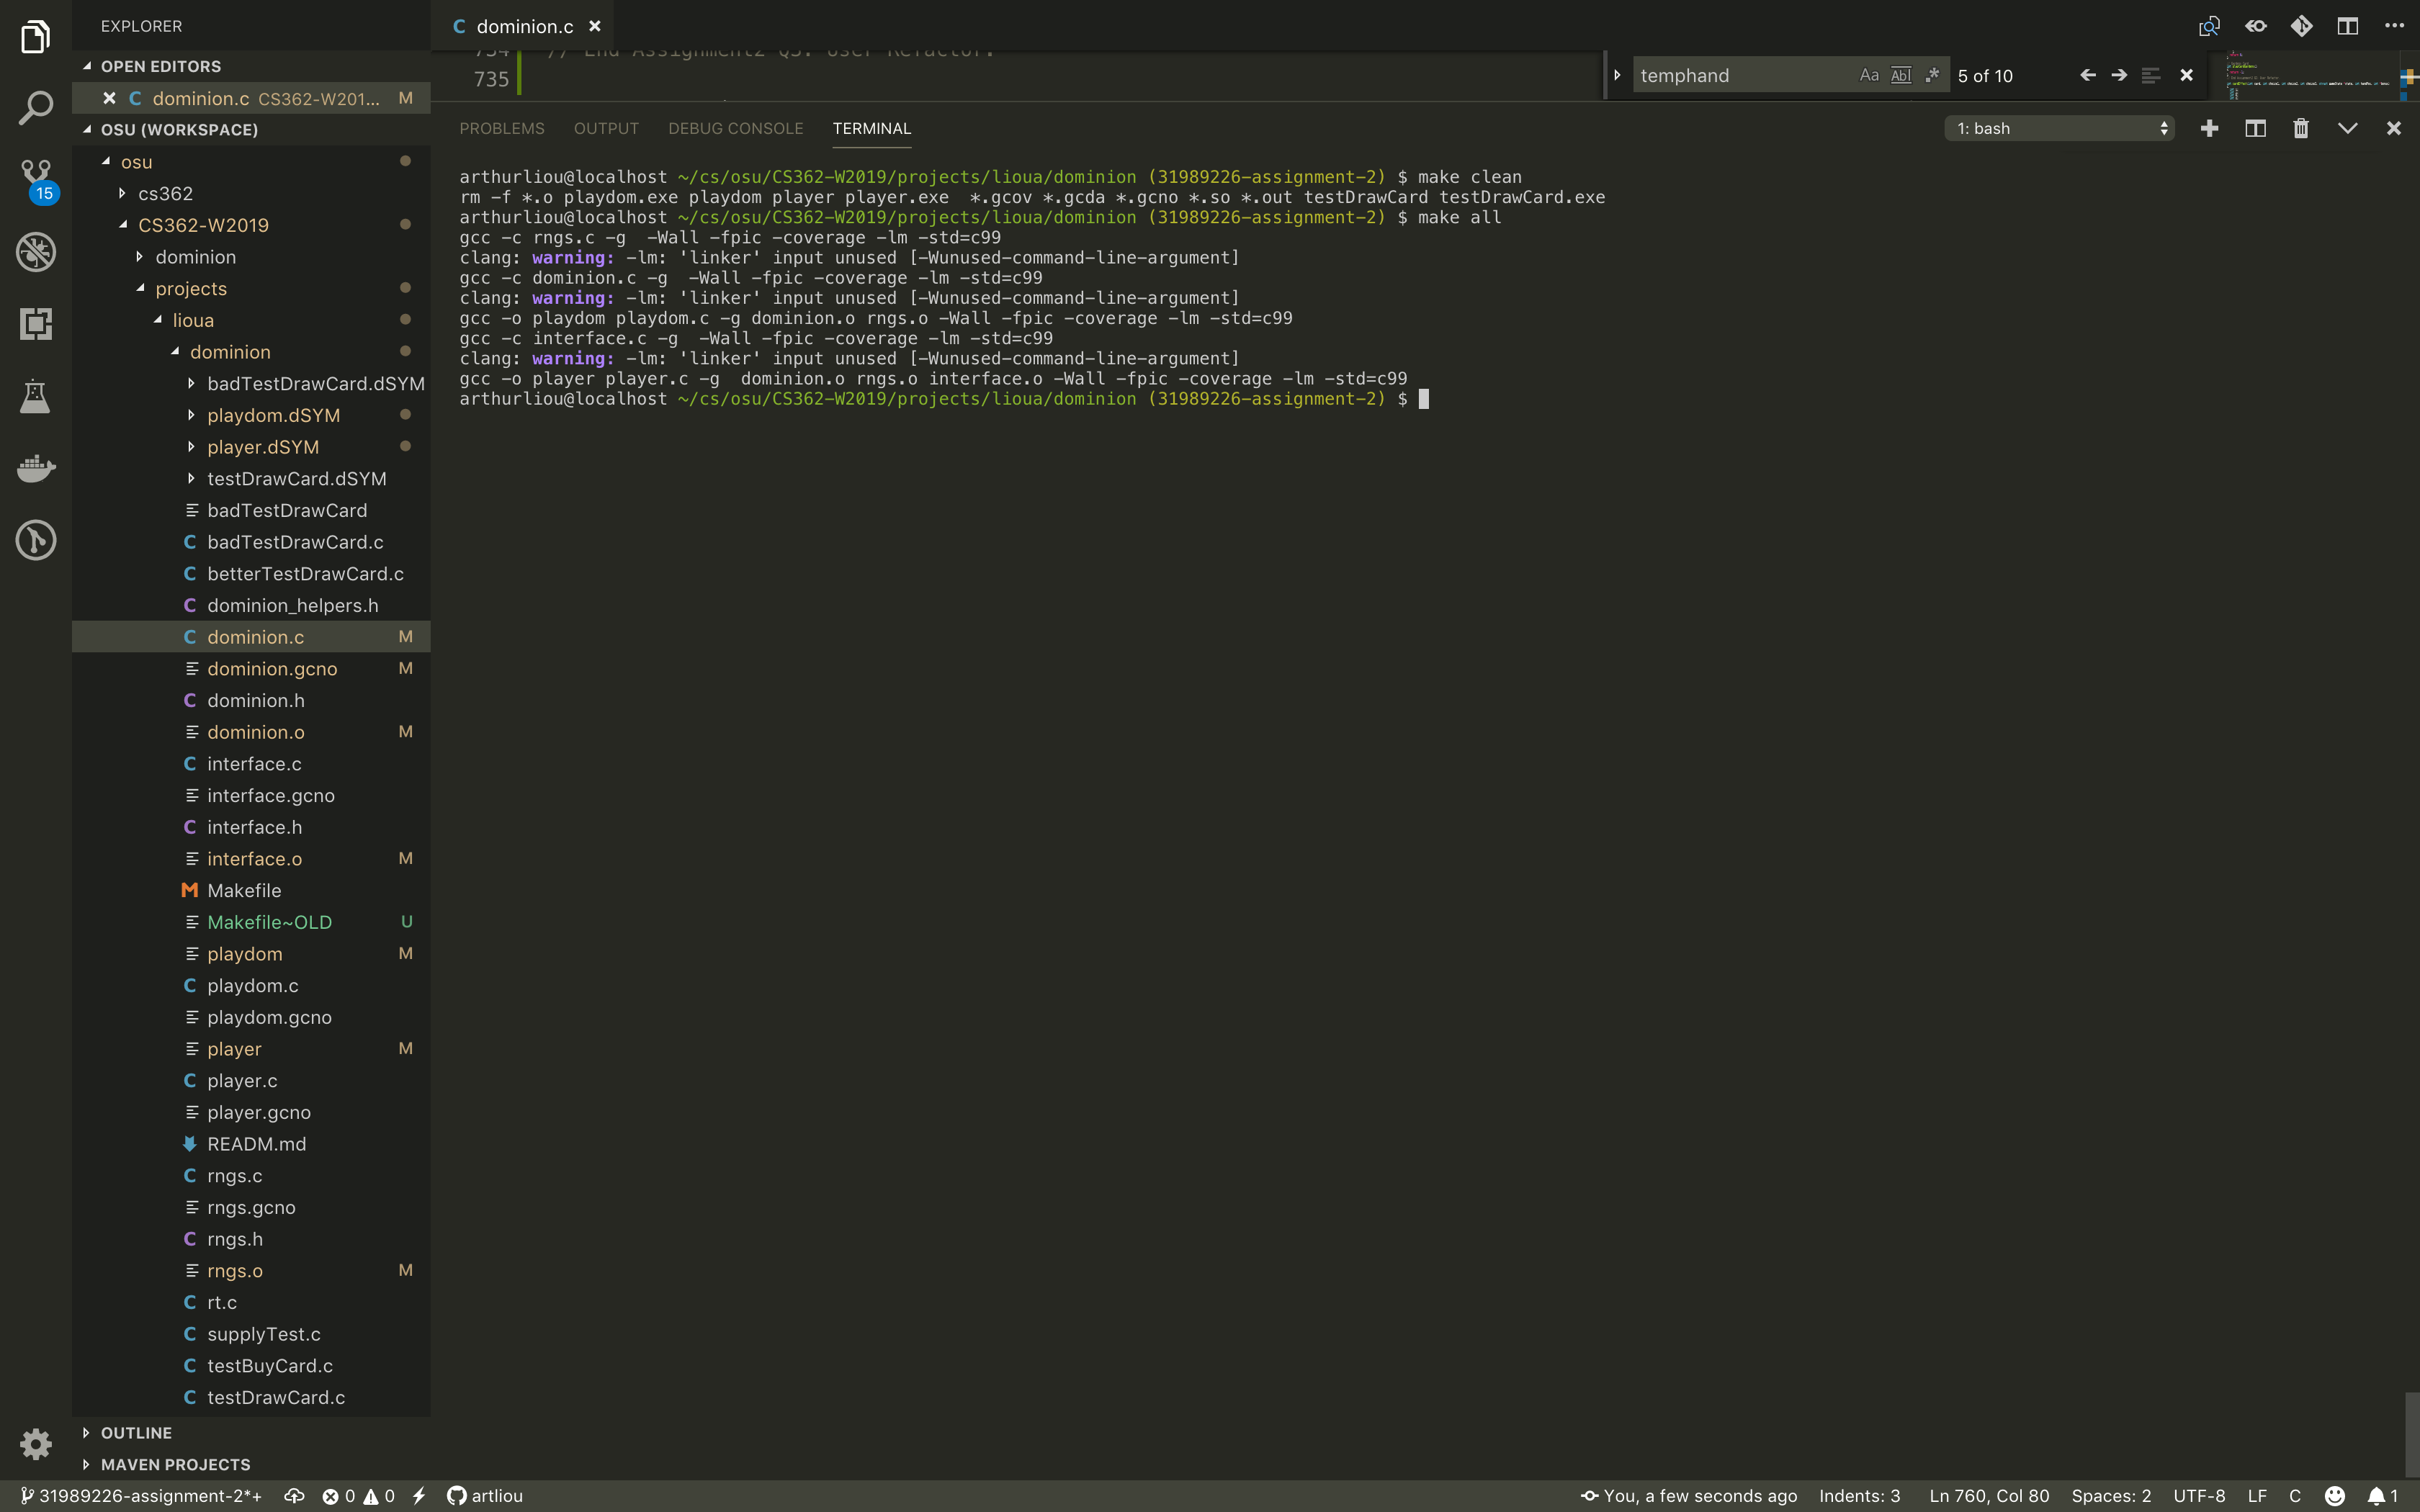 EXPLORER
OPEN EDITORS
dominion.c CS362-W201... M
OSU (WORKSPACE)
osu
cs362
CS362-W2019
dominion
projects
lioua
dominion
badTestDrawCard.dSYM
playdom.dSYM
player.dSYM
testDrawCard.dSYM
badTestDrawCard
badTestDrawCard.c
betterTestDrawCard.c
dominion_helpers.h
dominion.c M
dominion.gcno M
dominion.h
dominion.o M
interface.c
interface.gcno
interface.h
interface.o M
Makefile
Makefile~OLD U
playdom M
playdom.c
playdom.gcno
player M
player.c
player.gcno
READM.md
rngs.c
rngs.gcno
rngs.h
rngs.o M
rt.c
supplyTest.c
testBuyCard.c
testDrawCard.c
OUTLINE
MAVEN PROJECTS
15
dominion.c
734 // End Assignment2 Q3: User Refactor.
735
temphand Aa Abl .* 5 of 10
PROBLEMS OUTPUT DEBUG CONSOLE TERMINAL 1: bash
arthurliou@localhost ~/cs/osu/CS362-W2019/projects/lioua/dominion (31989226-assignment-2) $ make clean
rm -f *.o playdom.exe playdom player player.exe  *.gcov *.gcda *.gcno *.so *.out testDrawCard testDrawCard.exe
arthurliou@localhost ~/cs/osu/CS362-W2019/projects/lioua/dominion (31989226-assignment-2) $ make all
gcc -c rngs.c -g  -Wall -fpic -coverage -lm -std=c99
clang: warning: -lm: 'linker' input unused [-Wunused-command-line-argument]
gcc -c dominion.c -g  -Wall -fpic -coverage -lm -std=c99
clang: warning: -lm: 'linker' input unused [-Wunused-command-line-argument]
gcc -o playdom playdom.c -g dominion.o rngs.o -Wall -fpic -coverage -lm -std=c99
gcc -c interface.c -g  -Wall -fpic -coverage -lm -std=c99
clang: warning: -lm: 'linker' input unused [-Wunused-command-line-argument]
gcc -o player player.c -g  dominion.o rngs.o interface.o -Wall -fpic -coverage -lm -std=c99
arthurliou@localhost ~/cs/osu/CS362-W2019/projects/lioua/dominion (31989226-assignment-2) $
31989226-assignment-2*+ 0 0 artliou You, a few seconds ago Indents: 3 Ln 760, Col 80 Spaces: 2 UTF-8 LF C 1